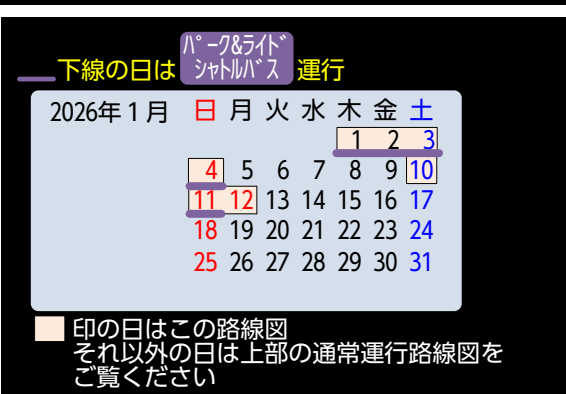 下線の日は パーク&ライドシャトルバス 運行
2026年1月 日 月 火 水 木 金 土
1 2 3
4 5 6 7 8 9 10
11 12 13 14 15 16 17
18 19 20 21 22 23 24
25 26 27 28 29 30 31
印の日はこの路線図
それ以外の日は上部の通常運行路線図を
ご覧ください